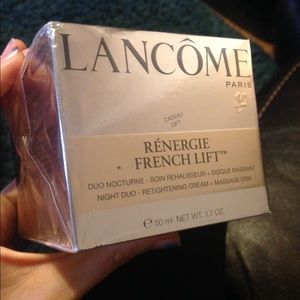 LANCÔME
PARIS
CADEAU
GIFT
RÉNERGIE
FRENCH LIFT™
DUO NOCTURNE - SOIN REHAUSSEUR + DISQUE MASSANT
NIGHT DUO - RETIGHTENING CREAM + MASSAGE DISK
℮ 50 ml NET WT. 1.7 OZ.